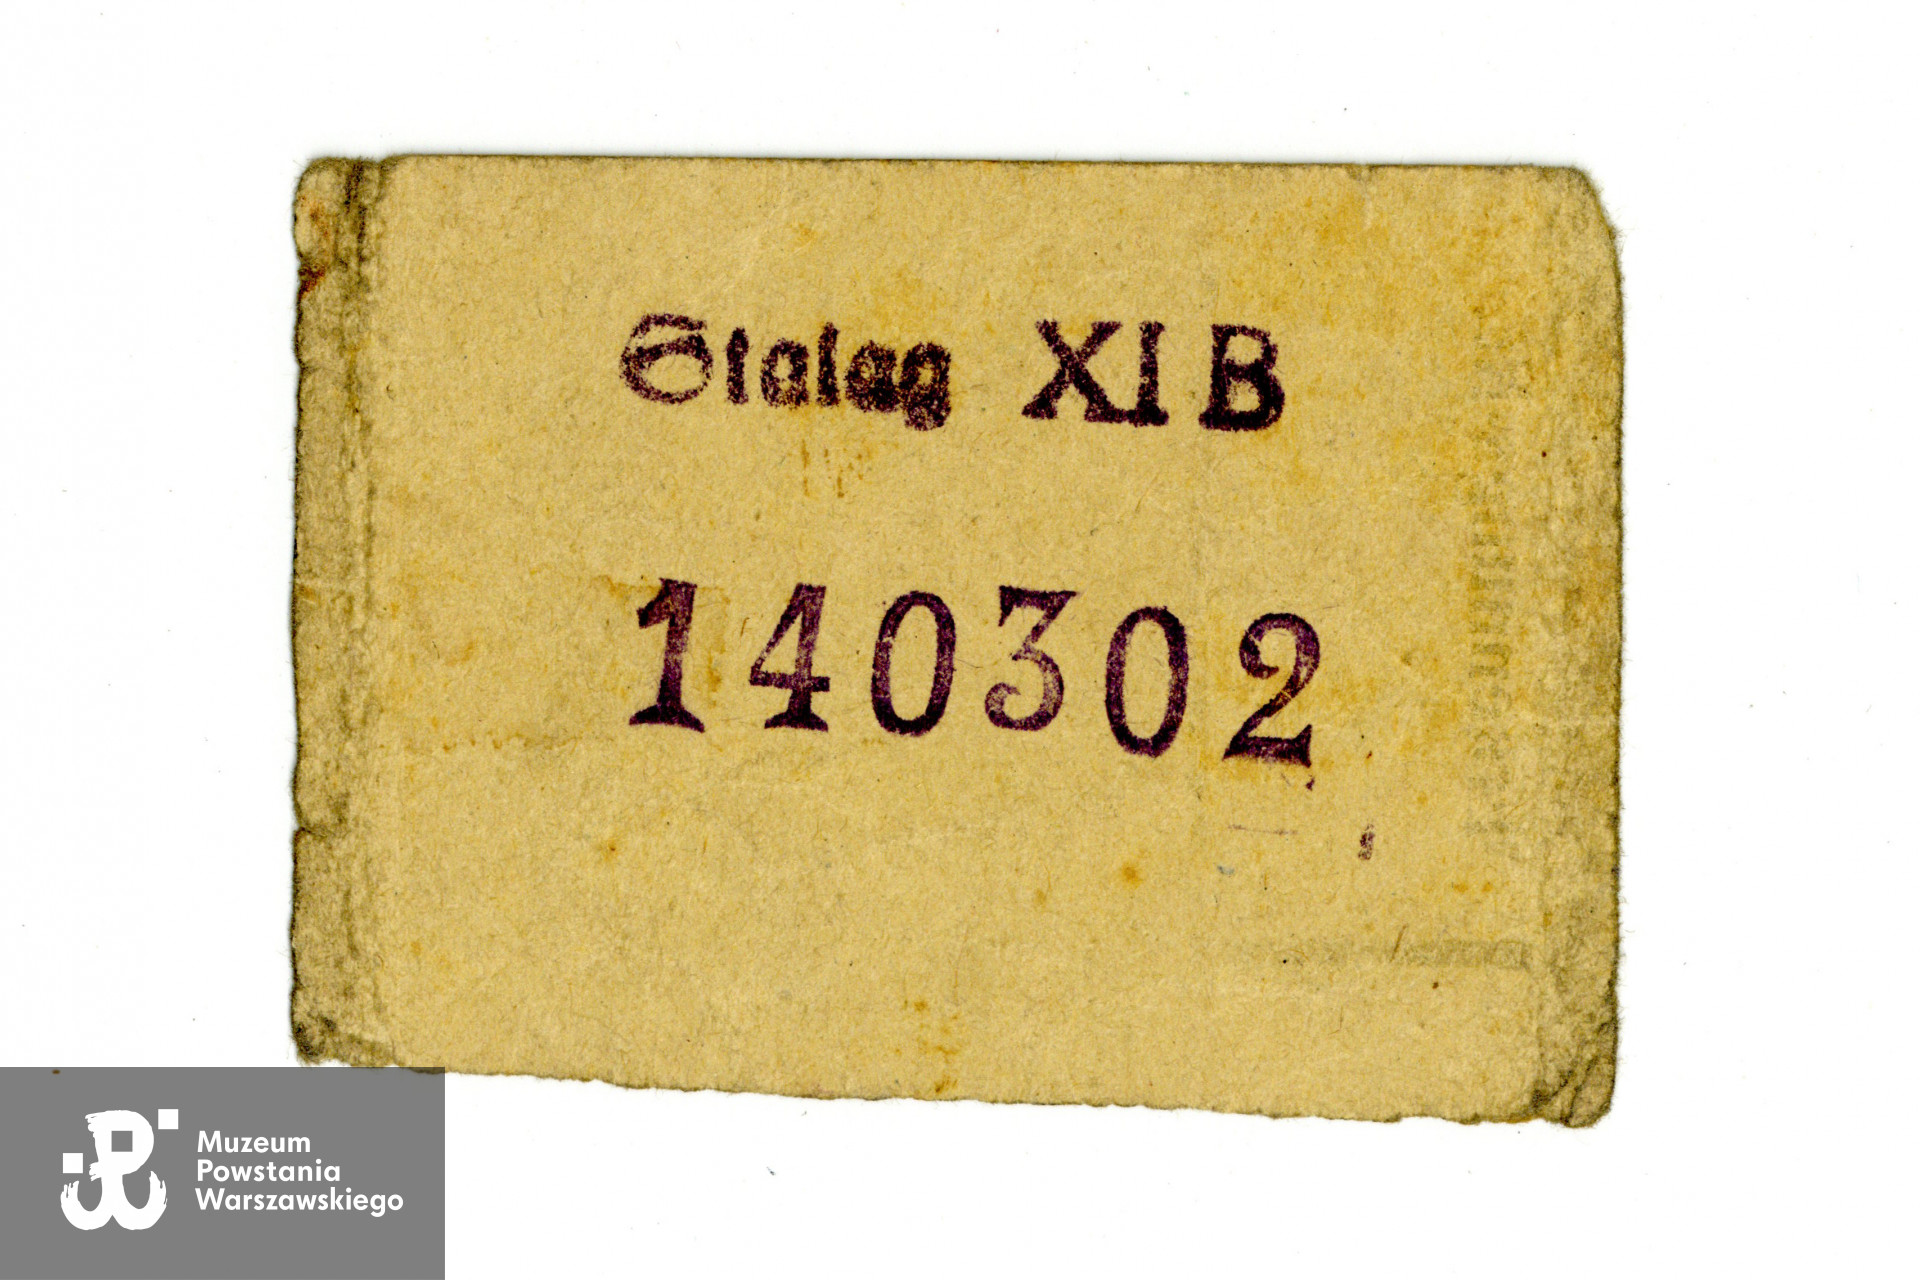 Stalag XI B
140302
Muzeum
Powstania
Warszawskiego